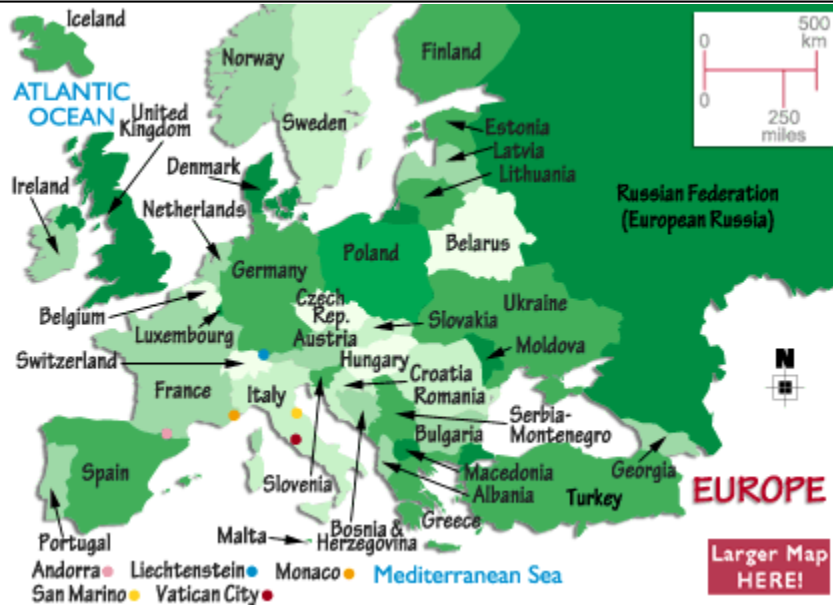 Iceland
Norway
Finland
0
500
km
0
250
miles
ATLANTIC
OCEAN
United
Kingdom
Sweden
Estonia
Latvia
Lithuania
Denmark
Ireland
Netherlands
Russian Federation
(European Russia)
Belarus
Poland
Germany
Belgium
Luxembourg
Czech
Rep.
Ukraine
Slovakia
Austria
Moldova
Switzerland
Hungary
Croatia
Romania
N
France
Italy
Serbia-
Montenegro
Bulgaria
Spain
Slovenia
Macedonia
Albania
Georgia
Turkey
EUROPE
Portugal
Malta
Bosnia &
Herzegovina
Greece
Andorra
Liechtenstein
Monaco
Mediterranean Sea
San Marino
Vatican City
Larger Map
HERE!